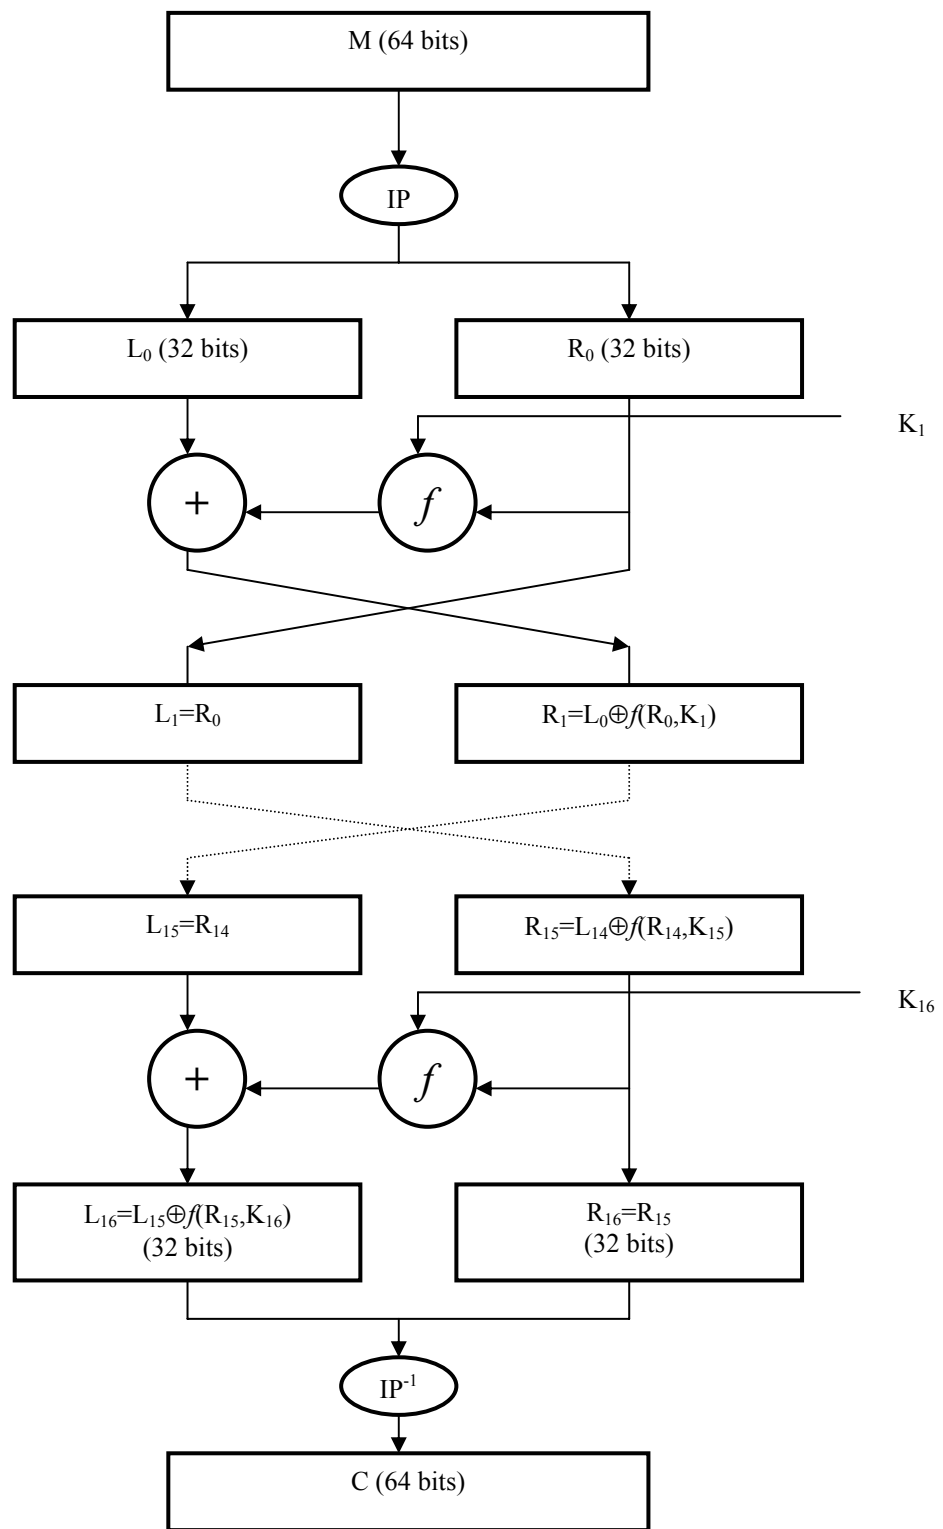 M (64 bits)
IP
L₀ (32 bits)
R₀ (32 bits)
K₁
+
f
L₁=R₀
R₁=L₀⊕f(R₀,K₁)
L₁₅=R₁₄
R₁₅=L₁₄⊕f(R₁₄,K₁₅)
K₁₆
+
f
L₁₆=L₁₅⊕f(R₁₅,K₁₆)
(32 bits)
R₁₆=R₁₅
(32 bits)
IP⁻¹
C (64 bits)